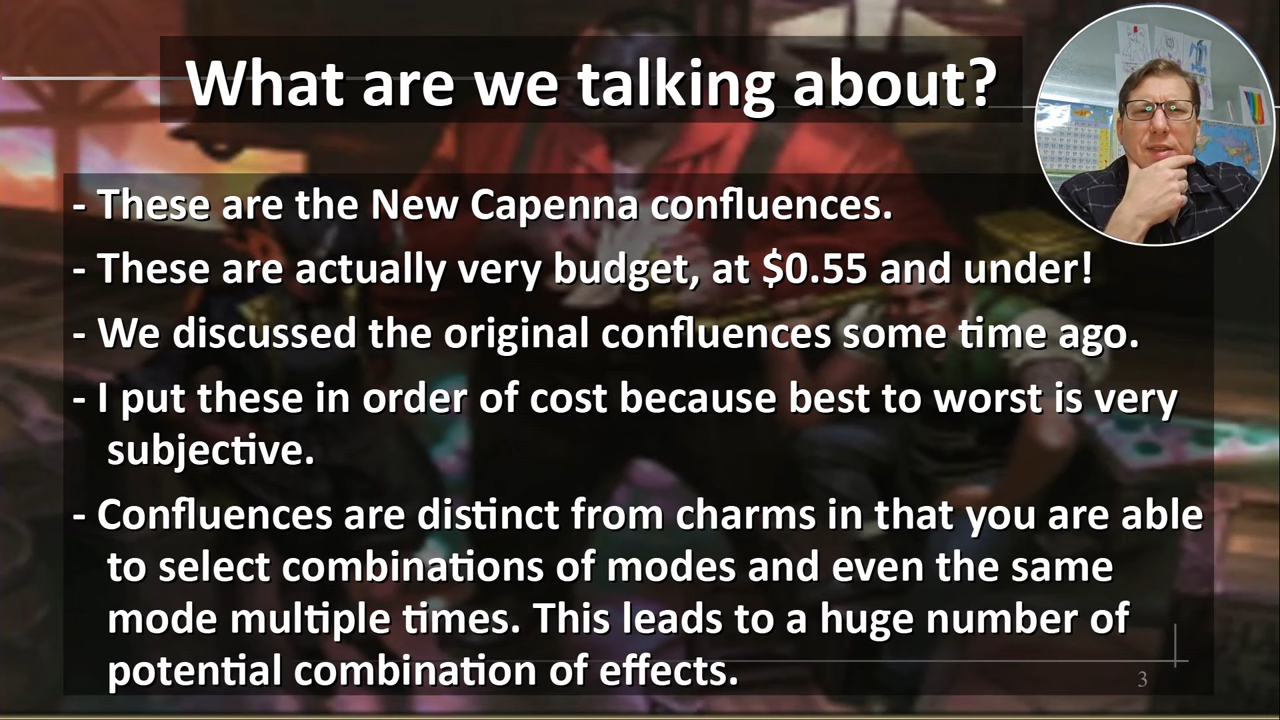 What are we talking about?
- These are the New Capenna confluences.
- These are actually very budget, at $0.55 and under!
- We discussed the original confluences some time ago.
- I put these in order of cost because best to worst is very
subjective.
- Confluences are distinct from charms in that you are able
to select combinations of modes and even the same
mode multiple times. This leads to a huge number of
potential combination of effects.
3